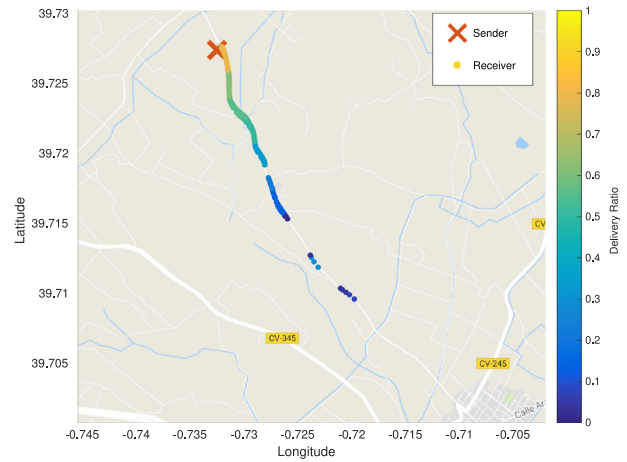 39.73
39.725
39.72
39.715
39.71
39.705
Latitude
-0.745
-0.74
-0.735
-0.73
-0.725
-0.72
-0.715
-0.71
-0.705
Longitude
Sender
Receiver
CV-345
CV-245
CV
Calle Ar
1
0.9
0.8
0.7
0.6
0.5
0.4
0.3
0.2
0.1
0
Delivery Ratio